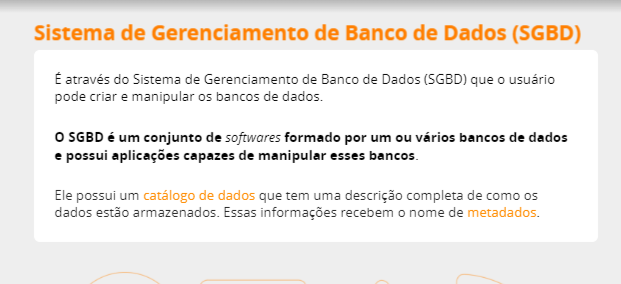 Sistema de Gerenciamento de Banco de Dados (SGBD)
É através do Sistema de Gerenciamento de Banco de Dados (SGBD) que o usuário
pode criar e manipular os bancos de dados.
O SGBD é um conjunto de softwares formado por um ou vários bancos de dados
e possui aplicações capazes de manipular esses bancos.
Ele possui um catálogo de dados que tem uma descrição completa de como os
dados estão armazenados. Essas informações recebem o nome de metadados.